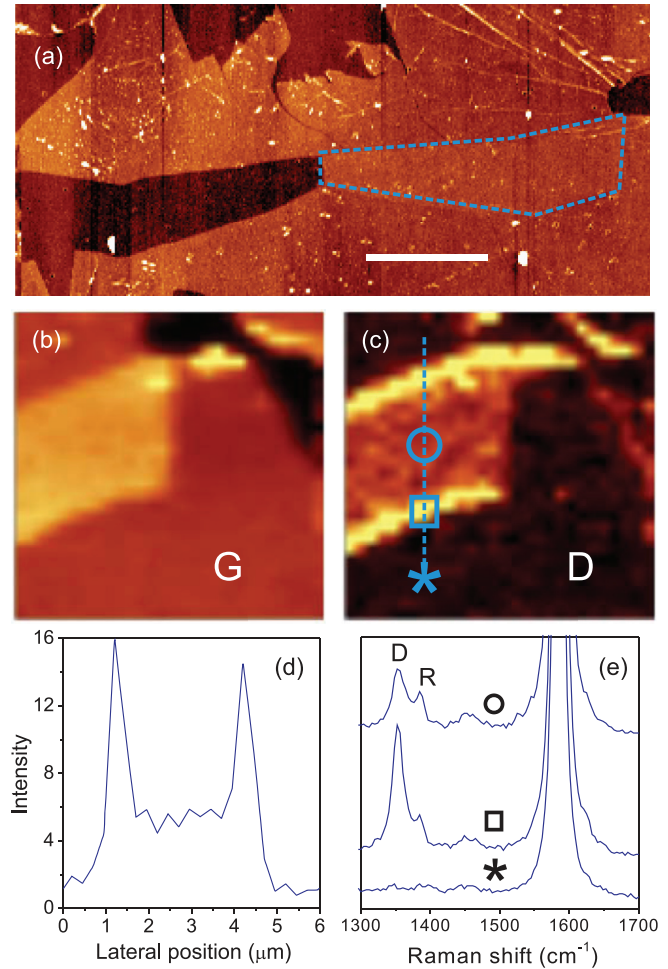 (a)
(b)
G
(c)
D
(d)
16
12
8
4
0
Intensity
0 1 2 3 4 5 6
Lateral position (μm)
(e)
D
R
*
1300 1400 1500 1600 1700
Raman shift (cm⁻¹)